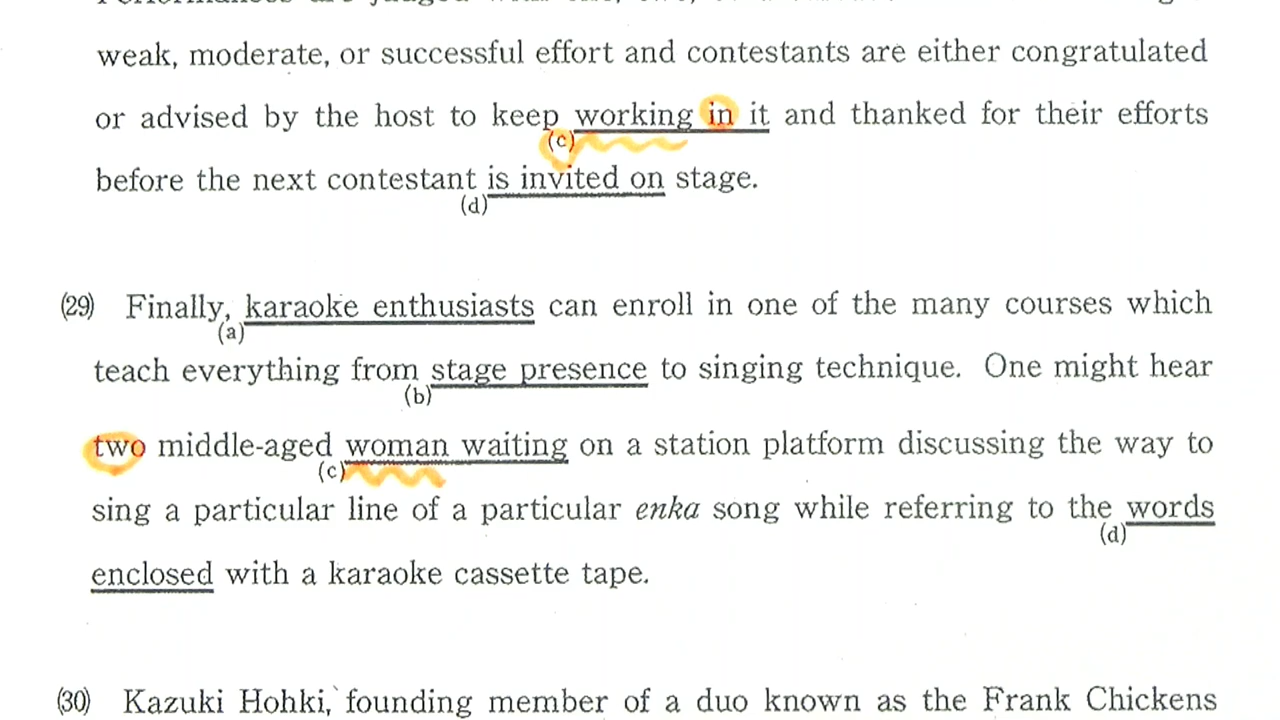 weak, moderate, or successful effort and contestants are either congratulated
or advised by the host to keep working in it and thanked for their efforts
(c)
before the next contestant is invited on stage.
(d)
(29) Finally, karaoke enthusiasts can enroll in one of the many courses which
(a)
teach everything from stage presence to singing technique. One might hear
(b)
two middle-aged woman waiting on a station platform discussing the way to
(c)
sing a particular line of a particular enka song while referring to the words
(d)
enclosed with a karaoke cassette tape.
(30) Kazuki Hohki, founding member of a duo known as the Frank Chickens